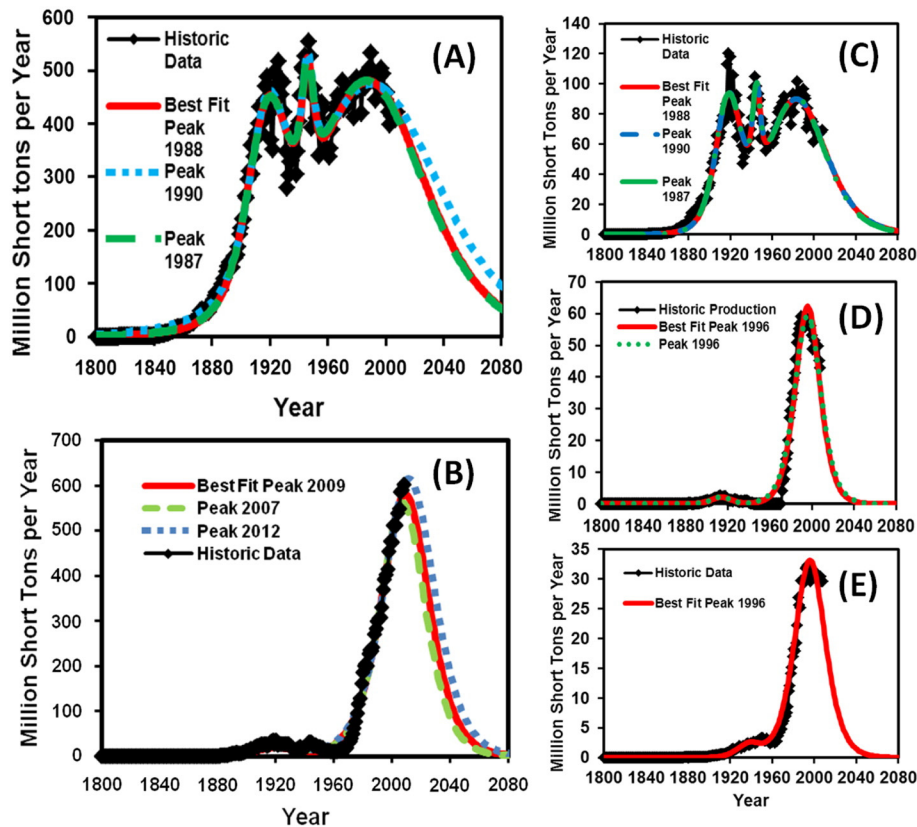 (A)
Million Short tons per Year
600
500
400
300
200
100
0
Historic
Data
Best Fit
Peak
1988
Peak
1990
Peak
1987
1800 1840 1880 1920 1960 2000 2040 2080
Year
(B)
Million Short Tons per Year
700
600
500
400
300
200
100
0
Best Fit Peak 2009
Peak 2007
Peak 2012
Historic Data
1800 1840 1880 1920 1960 2000 2040 2080
Year
(C)
Million Short Tons per Year
140
120
100
80
60
40
20
0
Historic
Data
Best Fit
Peak
1988
Peak
1990
Peak
1987
1800 1840 1880 1920 1960 2000 2040 2080
(D)
Million Short Tons per Year
70
60
50
40
30
20
10
0
Historic Production
Best Fit Peak 1996
Peak 1996
1800 1840 1880 1920 1960 2000 2040 2080
(E)
Million Short Tons per Year
35
30
25
20
15
10
5
0
Historic Data
Best Fit Peak 1996
1800 1840 1880 1920 1960 2000 2040 2080
Year